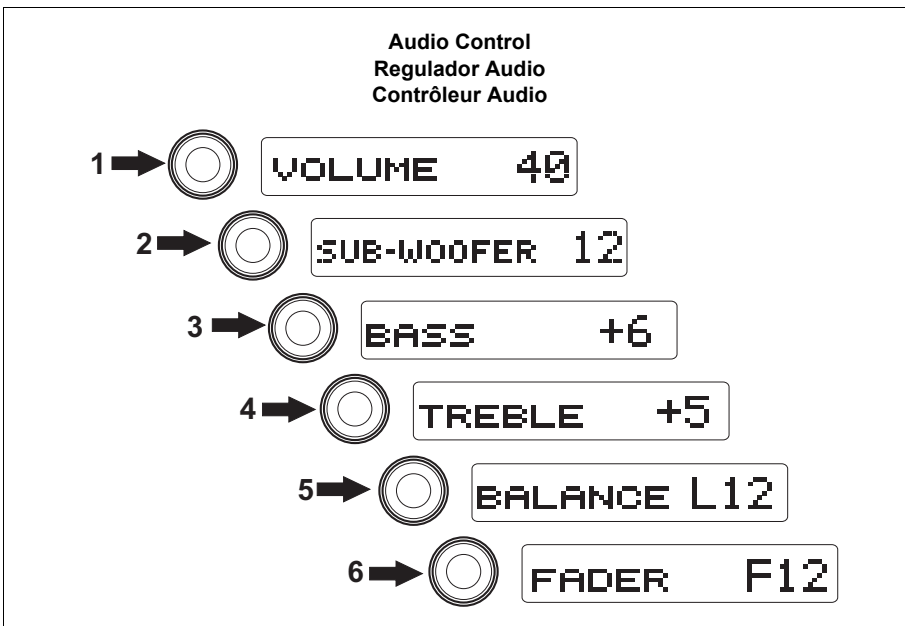 Audio Control
Regulador Audio
Contrôleur Audio
1 VOLUME 40
2 SUB-WOOFER 12
3 BASS +6
4 TREBLE +5
5 BALANCE L12
6 FADER F12